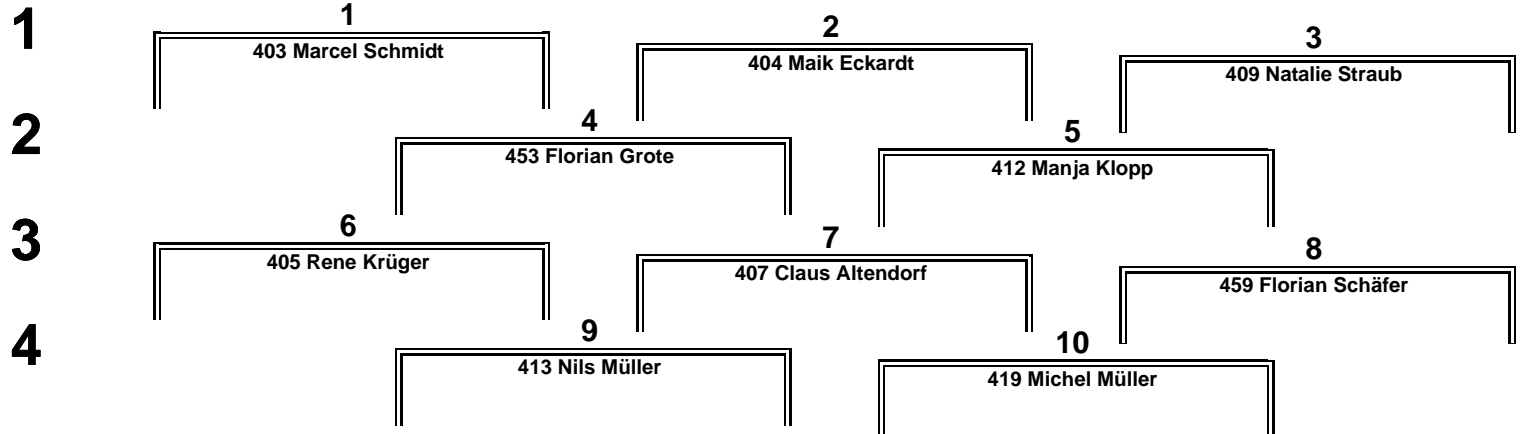 1
1
403 Marcel Schmidt
2
404 Maik Eckardt
3
409 Natalie Straub
2
4
453 Florian Grote
5
412 Manja Klopp
3
6
405 Rene Krüger
7
407 Claus Altendorf
8
459 Florian Schäfer
4
9
413 Nils Müller
10
419 Michel Müller